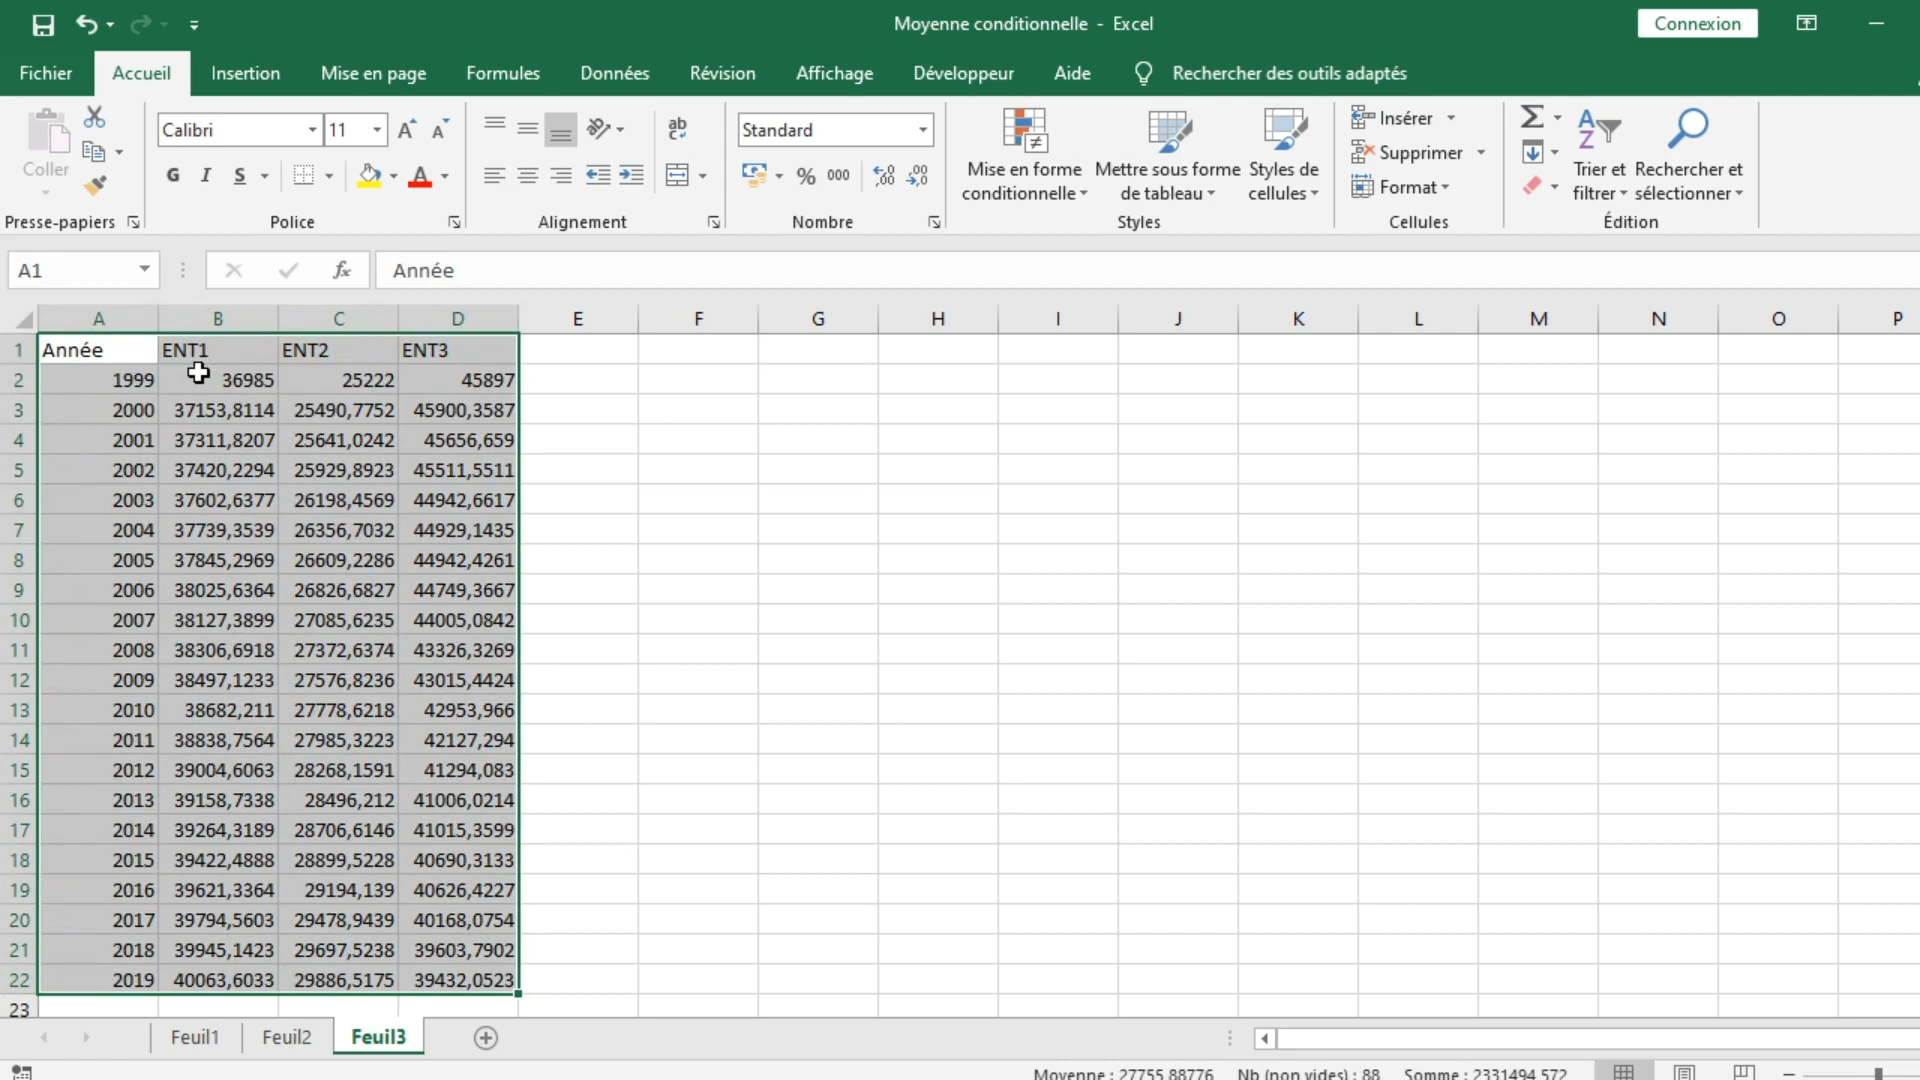 Moyenne conditionnelle - Excel
Connexion
Fichier Accueil Insertion Mise en page Formules Données Révision Affichage Développeur Aide Rechercher des outils adaptés
Coller
Presse-papiers
Calibri 11
G I S
Police
Alignement
Standard
% 000
Nombre
Mise en forme conditionnelle
Mettre sous forme de tableau
Styles de cellules
Styles
Insérer
Supprimer
Format
Cellules
Trier et filtrer
Rechercher et sélectionner
Édition
A1 fx Année
A B C D E F G H I J K L M N O P
1 Année ENT1 ENT2 ENT3
2 1999 36985 25222 45897
3 2000 37153,8114 25490,7752 45900,3587
4 2001 37311,8207 25641,0242 45656,659
5 2002 37420,2294 25929,8923 45511,5511
6 2003 37602,6377 26198,4569 44942,6617
7 2004 37739,3539 26356,7032 44929,1435
8 2005 37845,2969 26609,2286 44942,4261
9 2006 38025,6364 26826,6827 44749,3667
10 2007 38127,3899 27085,6235 44005,0842
11 2008 38306,6918 27372,6374 43326,3269
12 2009 38497,1233 27576,8236 43015,4424
13 2010 38682,211 27778,6218 42953,966
14 2011 38838,7564 27985,3223 42127,294
15 2012 39004,6063 28268,1591 41294,083
16 2013 39158,7338 28496,212 41006,0214
17 2014 39264,3189 28706,6146 41015,3599
18 2015 39422,4888 28899,5228 40690,3133
19 2016 39621,3364 29194,139 40626,4227
20 2017 39794,5603 29478,9439 40168,0754
21 2018 39945,1423 29697,5238 39603,7902
22 2019 40063,6033 29886,5175 39432,0523
23
Feuil1 Feuil2 Feuil3
Moyenne : 27755,88776 Nb (non vides) : 88 Somme : 2331494,572